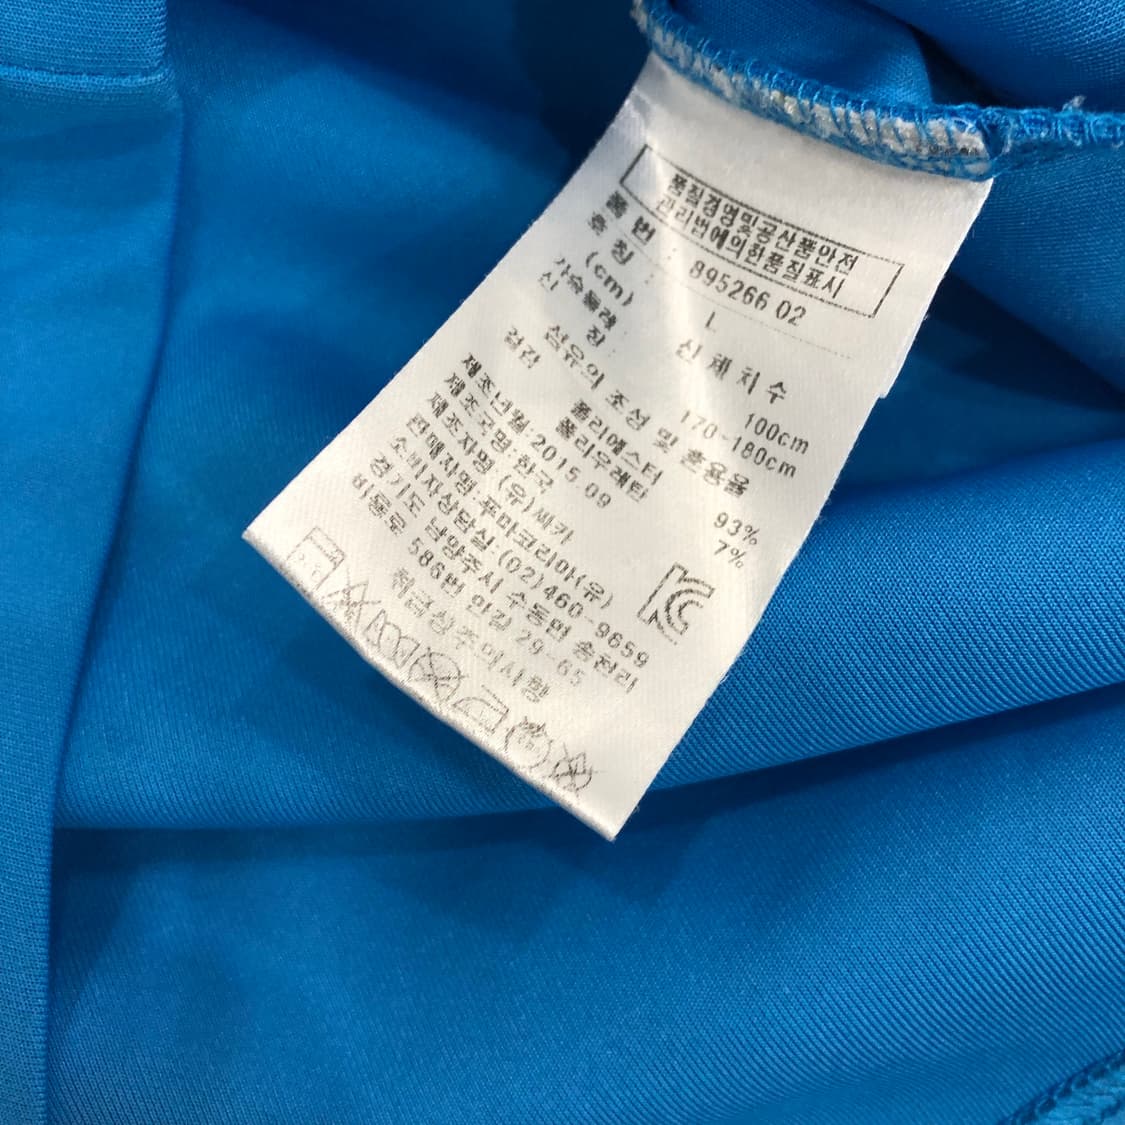 품질경영및공산품안전
관리법에의한품질표시
품 번 : 895266 02
호 칭 : L
(cm) 신 체 치 수
가슴둘레 : 100cm
신 장 : 170~180cm
섬유의 조성 및 혼용율
겉감 폴리에스터 93%
폴리우레탄 7%
제조년월:2015.09
제조국명:한국
제조자명 (유)싸카
판매자명:푸마코리아(유)
소비자상담실:(02)460-9659
경기도 남양주시 수동면 송천리
비룡로 586번 안길 29-65
취급상주의사항